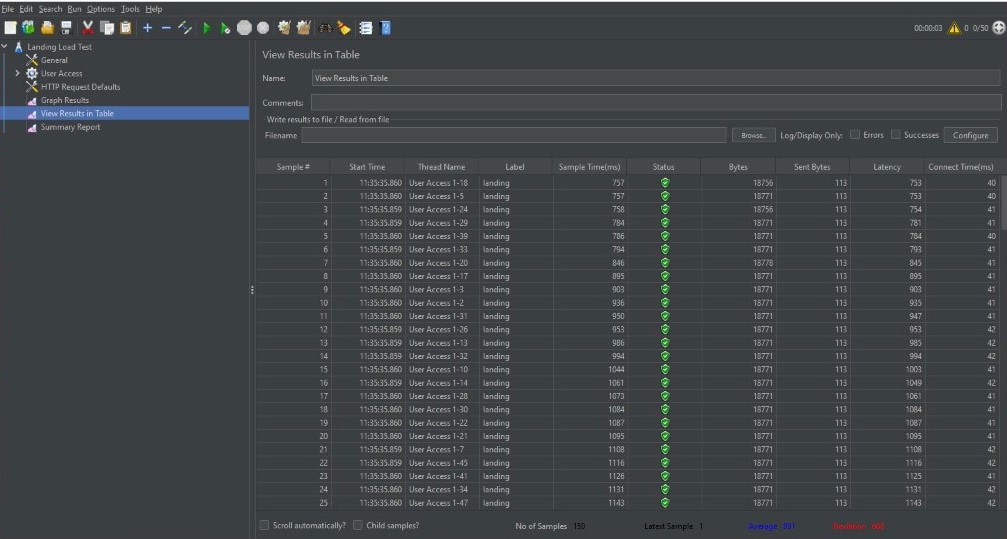 File Edit Search Run Options Tools Help
00:00:03 0 0/50
Landing Load Test
General
User Access
HTTP Request Defaults
Graph Results
View Results in Table
Summary Report
View Results in Table
Name: View Results in Table
Comments:
Write results to file / Read from file
Filename Browse... Log/Display Only: Errors Successes Configure
Sample # Start Time Thread Name Label Sample Time(ms) Status Bytes Sent Bytes Latency Connect Time(ms)
1 11:35:35.860 User Access 1-18 landing 757 18756 113 753 40
2 11:35:35.860 User Access 1-5 landing 757 18771 113 753 40
3 11:35:35.859 User Access 1-24 landing 758 18756 113 754 41
4 11:35:35.859 User Access 1-29 landing 784 18771 113 781 41
5 11:35:35.860 User Access 1-39 landing 786 18771 113 784 40
6 11:35:35.859 User Access 1-33 landing 794 18771 113 793 41
7 11:35:35.860 User Access 1-20 landing 846 18778 113 845 41
8 11:35:35.860 User Access 1-17 landing 895 18771 113 895 41
9 11:35:35.860 User Access 1-3 landing 903 18771 113 903 41
10 11:35:35.860 User Access 1-2 landing 936 18771 113 935 41
11 11:35:35.860 User Access 1-31 landing 950 18771 113 947 41
12 11:35:35.859 User Access 1-26 landing 953 18771 113 953 42
13 11:35:35.859 User Access 1-13 landing 986 18771 113 985 42
14 11:35:35.859 User Access 1-32 landing 994 18771 113 994 42
15 11:35:35.860 User Access 1-10 landing 1044 18771 113 1003 41
16 11:35:35.859 User Access 1-14 landing 1061 18771 113 1049 42
17 11:35:35.860 User Access 1-28 landing 1073 18771 113 1061 41
18 11:35:35.860 User Access 1-30 landing 1084 18771 113 1084 41
19 11:35:35.860 User Access 1-22 landing 1087 18771 113 1087 41
20 11:35:35.860 User Access 1-21 landing 1095 18771 113 1095 41
21 11:35:35.859 User Access 1-7 landing 1108 18771 113 1108 42
22 11:35:35.859 User Access 1-45 landing 1116 18771 113 1116 42
23 11:35:35.860 User Access 1-41 landing 1126 18771 113 1125 41
24 11:35:35.860 User Access 1-34 landing 1131 18771 113 1131 42
25 11:35:35.859 User Access 1-47 landing 1143 18771 113 1143 42
Scroll automatically? Child samples? No of Samples 150 Latest Sample 1 Average 891 Deviation